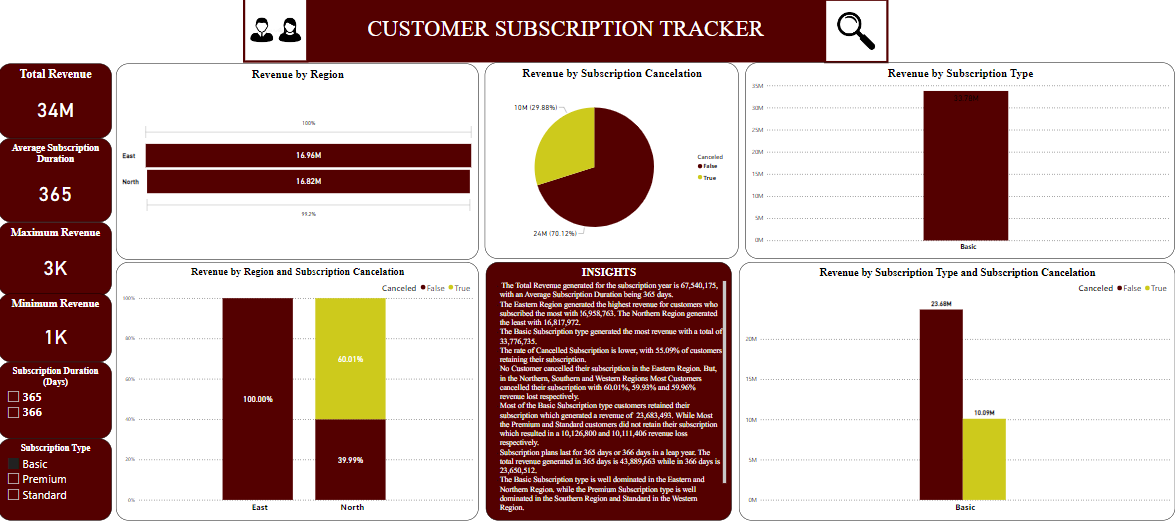 CUSTOMER SUBSCRIPTION TRACKER
Total Revenue
34M
Average Subscription
Duration
365
Maximum Revenue
3K
Minimum Revenue
1K
Subscription Duration
(Days)
365
366
Subscription Type
Basic
Premium
Standard
Revenue by Region
100%
East
16.96M
North
16.82M
99.2%
Revenue by Subscription Cancelation
10M (29.88%)
24M (70.12%)
Canceled
False
True
Revenue by Subscription Type
35M
30M
25M
20M
15M
10M
5M
0M
Basic
Revenue by Region and Subscription Cancelation
Canceled False True
100%
80%
60%
40%
20%
0%
100.00%
60.01%
39.99%
East
North
INSIGHTS
The Total Revenue generated for the subscription year is 67,540,175,
with an Average Subscription Duration being 365 days.
The Eastern Region generated the highest revenue for customers who
subscribed the most with 16,958,763. The Northern Region generated
the least with 16,817,972.
The Basic Subscription type generated the most revenue with a total of
33,776,735.
The rate of Cancelled Subscription is lower, with 55.09% of customers
retaining their subscription.
No Customer cancelled their subscription in the Eastern Region. But,
in the Northern, Southern and Western Regions Most Customers
cancelled their subscription with 60.01%, 59.93% and 59.96%
revenue lost respectively.
Most of the Basic Subscription type customers retained their
subscription which generated a revenue of 23,683,493. While Most
the Premium and Standard customers did not retain their subscription
which resulted in a 10,126,800 and 10,111,406 revenue loss
respectively.
Subscription plans last for 365 days or 366 days in a leap year. The
total revenue generated in 365 days is 43,889,663 while in 366 days is
23,650,512.
The Basic Subscription type is well dominated in the Eastern and
Northern Region. while the Premium Subscription type is well
dominated in the Southern Region and Standard in the Western
Region.
Revenue by Subscription Type and Subscription Cancelation
Canceled False True
20M
15M
10M
5M
0M
23.68M
10.09M
Basic